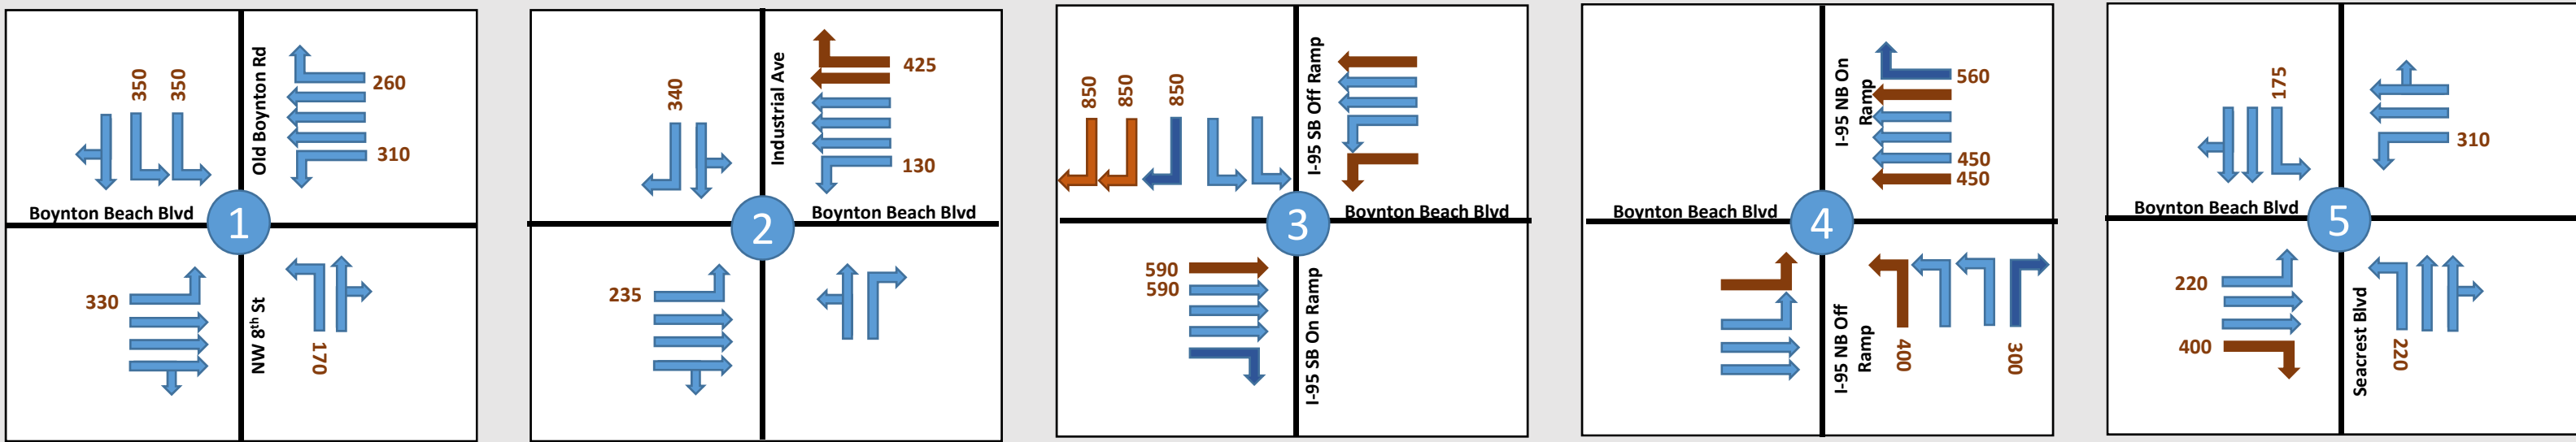 350
350
Old Boynton Rd
260
310
Boynton Beach Blvd
1
330
NW 8th St
170
340
Industrial Ave
425
130
Boynton Beach Blvd
2
235
850
850
850
I-95 SB Off Ramp
Boynton Beach Blvd
3
590
590
I-95 SB On Ramp
I-95 NB On
Ramp
560
450
450
Boynton Beach Blvd
4
I-95 NB Off
Ramp
400
300
175
310
Boynton Beach Blvd
5
220
400
Seacrest Blvd
220